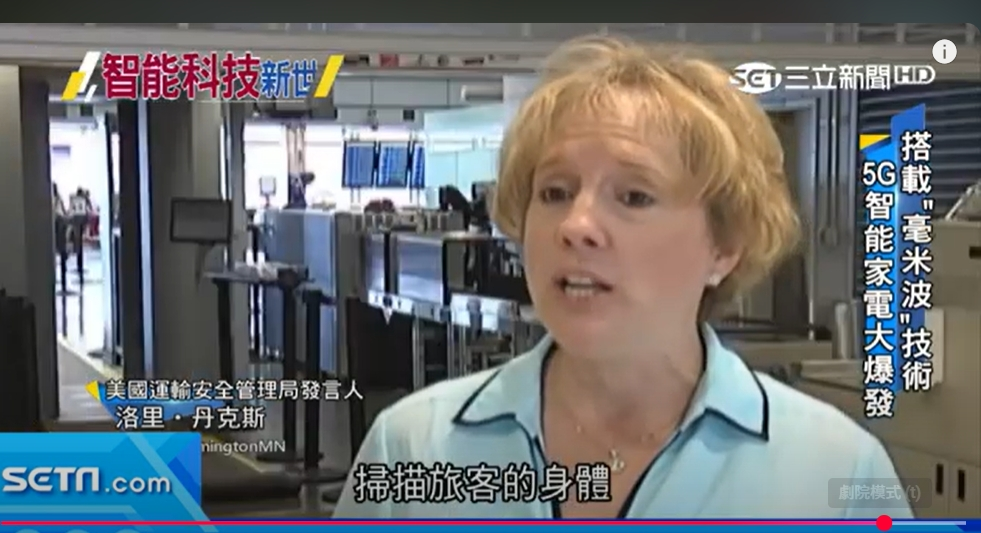 智能科技新世
SET三立新聞HD
搭載"毫米波"技術
5G智能家電大爆發
美國運輸安全管理局發言人
洛里·丹克斯
mingtonMN
SETN.com
掃描旅客的身體
劇院模式 (t)